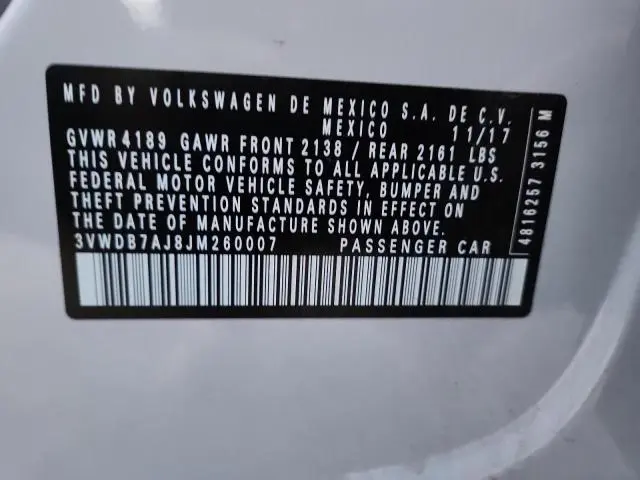 MFD BY VOLKSWAGEN DE MEXICO S.A. DE C.V.
MEXICO 11/17
GVWR 4189 GAWR FRONT 2138 / REAR 2161 LBS
THIS VEHICLE CONFORMS TO ALL APPLICABLE U.S.
FEDERAL MOTOR VEHICLE SAFETY, BUMPER AND
THEFT PREVENTION STANDARDS IN EFFECT ON
THE DATE OF MANUFACTURE SHOWN ABOVE.
3VWDB7AJ8JM260007 PASSENGER CAR
4816257 3156 M